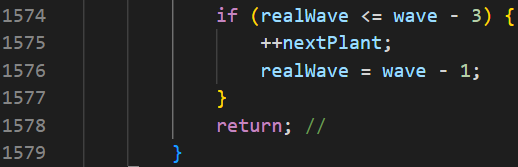 1574 if (realWave <= wave - 3) {
1575 ++nextPlant;
1576 realWave = wave - 1;
1577 }
1578 return; //
1579 }